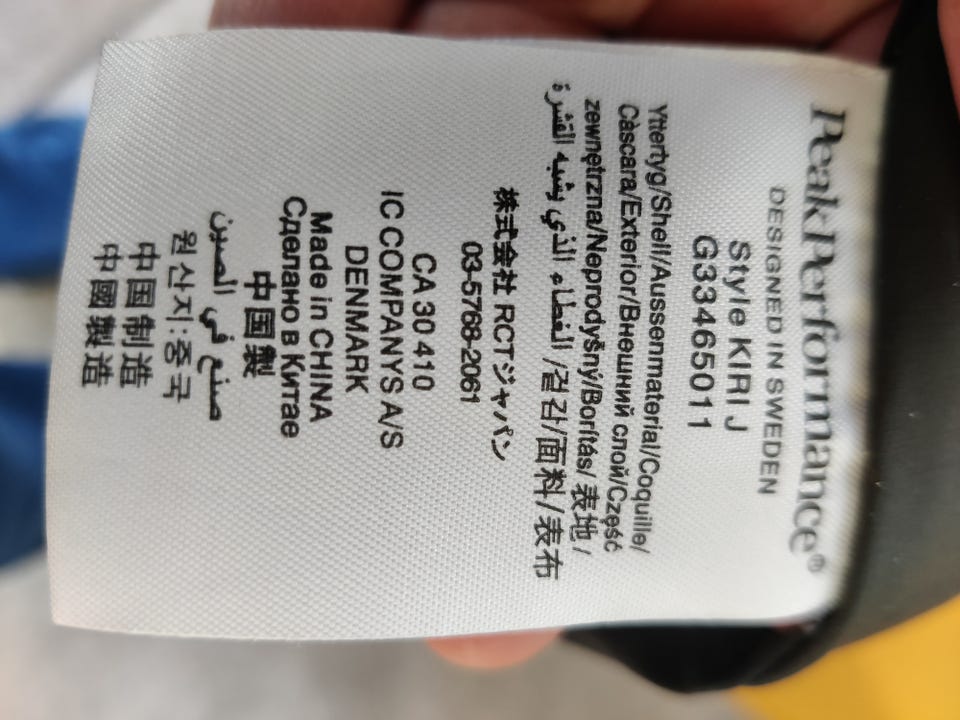 PeakPerformance®
DESIGNED IN SWEDEN
Style KIRI J
G33465011
Yttertyg/Shell/Aussenmaterial/Coquille/
Càscara/Exterior/Внешний слой/Część
zewnętrzna/Neprodyšný/Borítás/表地/
الغطاء الذي يشبه القشرة/겉감/面料/表布
株式会社 RCTジャパン
03-5768-2061
CA 30 410
IC COMPANYS A/S
DENMARK
Made in CHINA
Сделано в Китае
中国製
صنع في الصين
원산지:중국
中国制造
中國製造